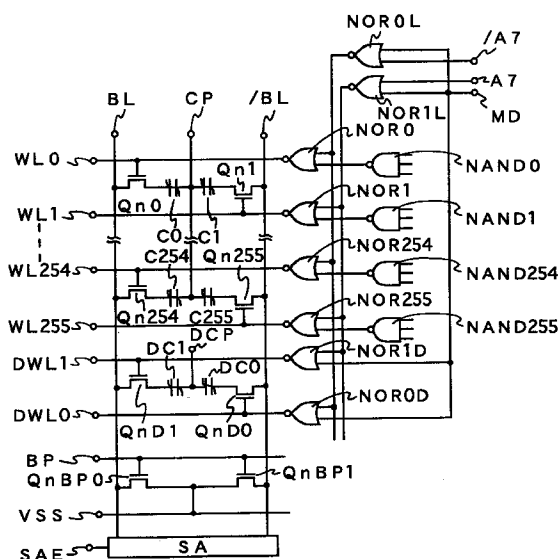 NOR0L
/A7
A7
BL CP /BL
NOR1L
MD
NOR0
WL0
Qn1
NAND0
Qn0
NOR1
WL1
C0 C1
NAND1
C254 Qn255
NOR254
WL254
NAND254
Qn254 C255
NOR255
WL255
DCP
NAND255
DC1
DWL1
DC0
NOR1D
DWL0
NOR0D
QnD1 QnD0
BP
QnBP0 QnBP1
VSS
SA
SAE